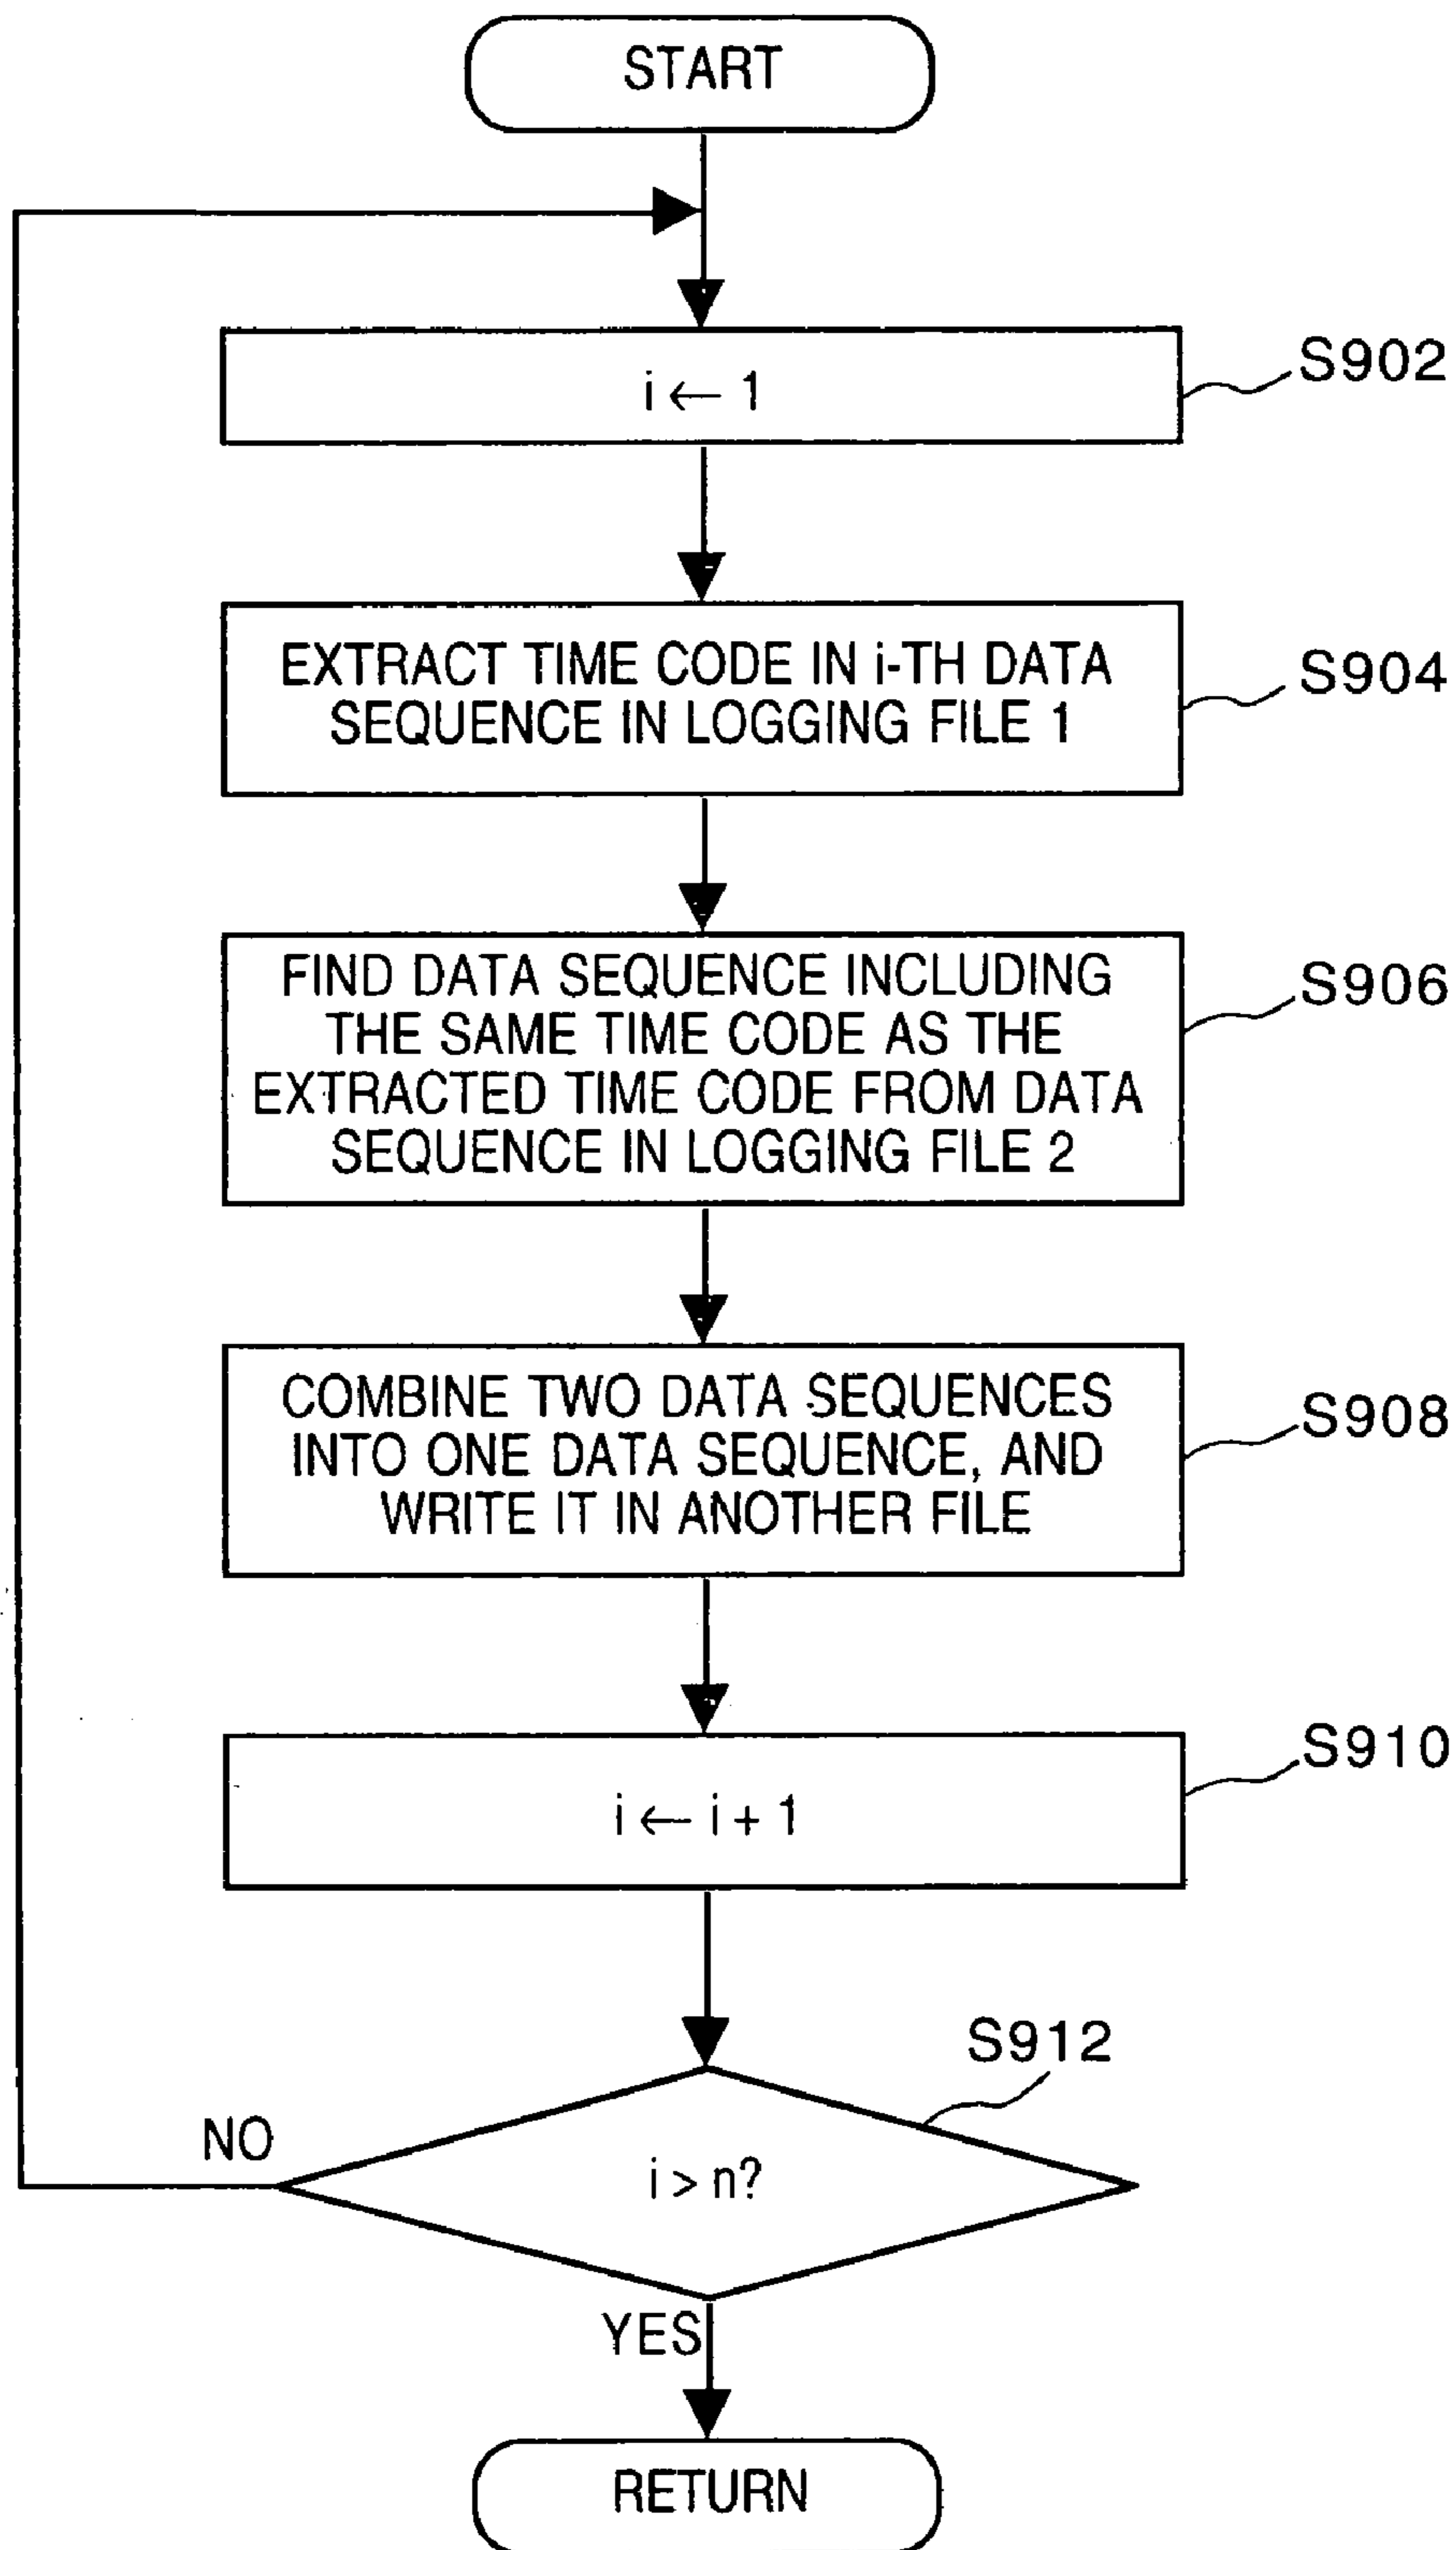 START
i ← 1
S902
EXTRACT TIME CODE IN i-TH DATA
SEQUENCE IN LOGGING FILE 1
S904
FIND DATA SEQUENCE INCLUDING
THE SAME TIME CODE AS THE
EXTRACTED TIME CODE FROM DATA
SEQUENCE IN LOGGING FILE 2
S906
COMBINE TWO DATA SEQUENCES
INTO ONE DATA SEQUENCE, AND
WRITE IT IN ANOTHER FILE
S908
i ← i + 1
S910
S912
NO
i > n?
YES
RETURN